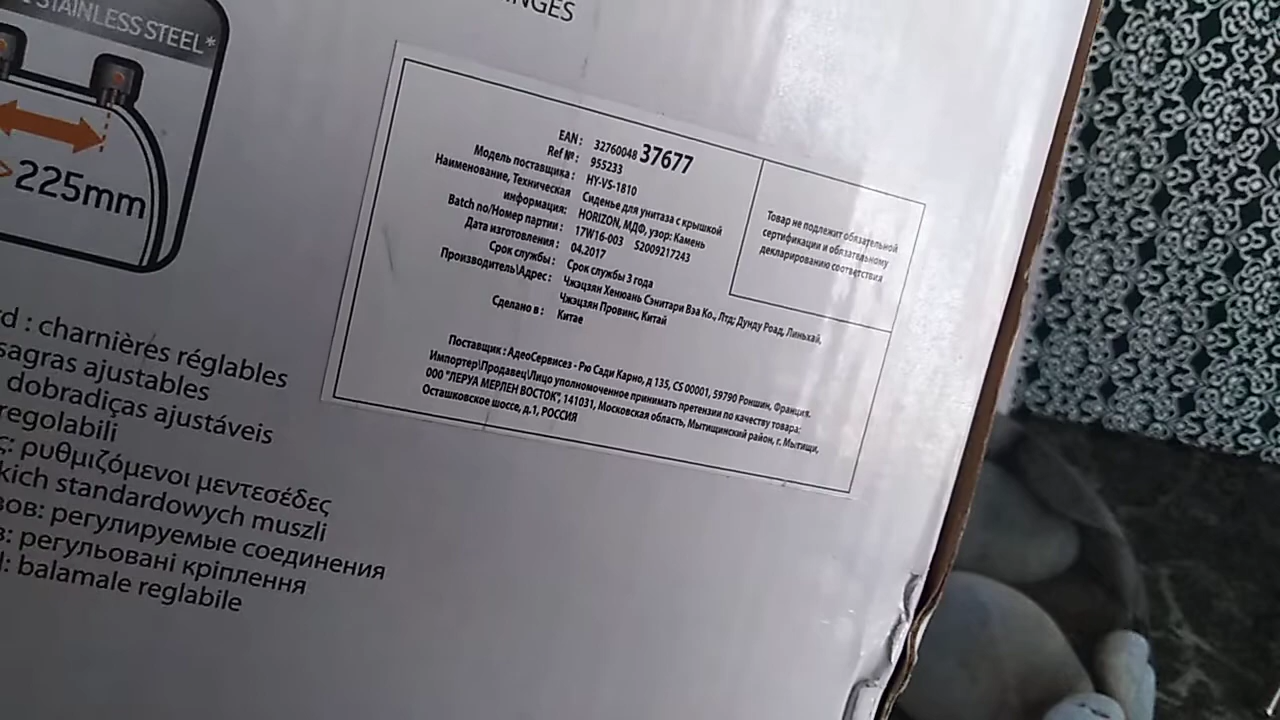 STAINLESS STEEL*
225mm
EAN : 32760048 37677
Ref № : 955233
Модель поставщика : HY-VS-1810
Наименование, Техническая информация: Сиденье для унитаза с крышкой
HORIZON, МДФ, узор: Камень
Batch no/Номер партии : 17W16-003 S2009217243
Дата изготовления : 04.2017
Срок службы : Срок службы 3 года
Производитель\Адрес : Чжэцзян Хенюань Сэнитари Вэа Ко., Лтд; Дунду Роад, Линьхай,
Чжэцзян Провинс, Китай
Сделано в : Китае
Товар не подлежит обязательной
сертификации и обязательному
декларированию соответствия
Поставщик : АдеоСервисез - Рю Сади Карно, д 135, CS 00001, 59790 Роншин, Франция.
Импортер\Продавец\Лицо уполномоченное принимать претензии по качеству товара:
ООО "ЛЕРУА МЕРЛЕН ВОСТОК", 141031, Московская область, Мытищинский район, г. Мытищи,
Осташковское шоссе, д.1, РОССИЯ
: charnières réglables
ajustables
dobradiças ajustáveis
regolabili
ρυθμιζόμενοι μεντεσέδες
standardowych muszli
регулируемые соединения
регульовані кріплення
balamale reglabile